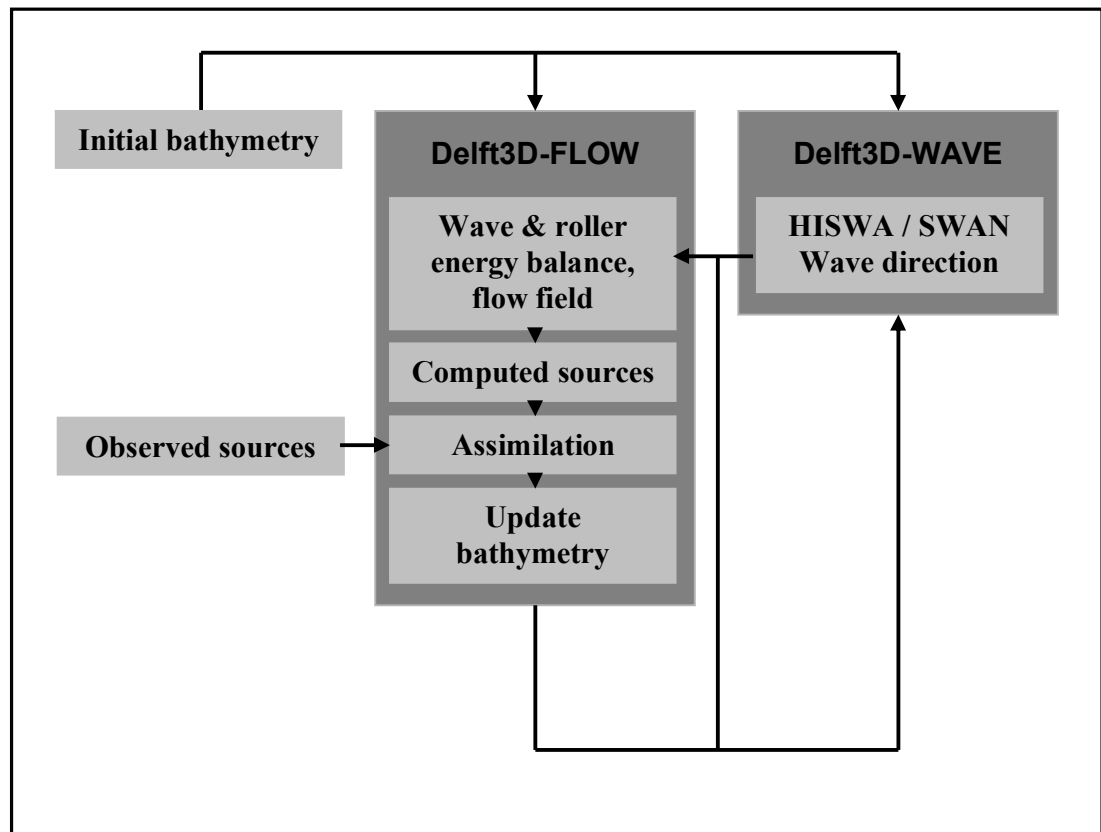 Initial bathymetry
Delft3D-FLOW
Wave & roller
energy balance,
flow field
Computed sources
Assimilation
Update
bathymetry
Observed sources
Delft3D-WAVE
HISWA / SWAN
Wave direction